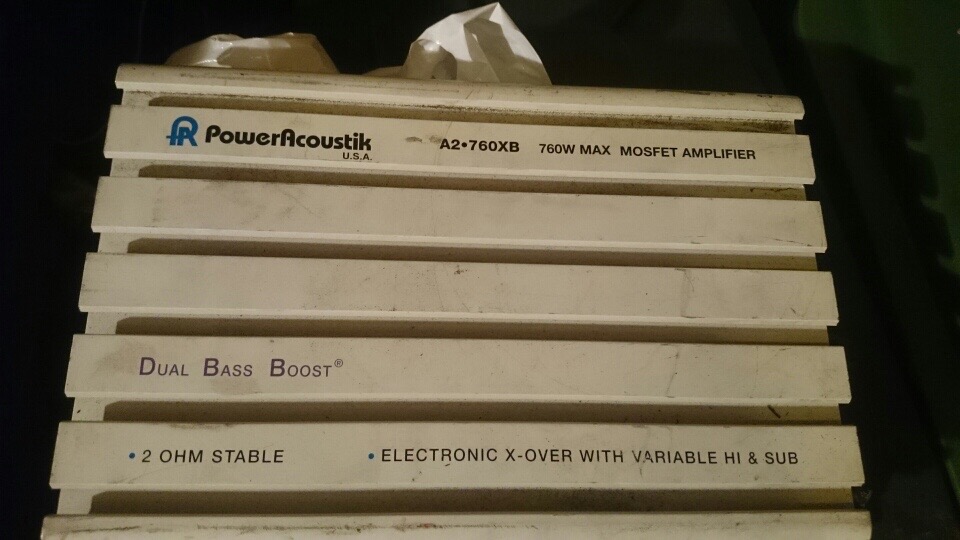 PA PowerAcoustik A2•760XB 760W MAX MOSFET AMPLIFIER
U.S.A.
DUAL BASS BOOST®
• 2 OHM STABLE • ELECTRONIC X-OVER WITH VARIABLE HI & SUB